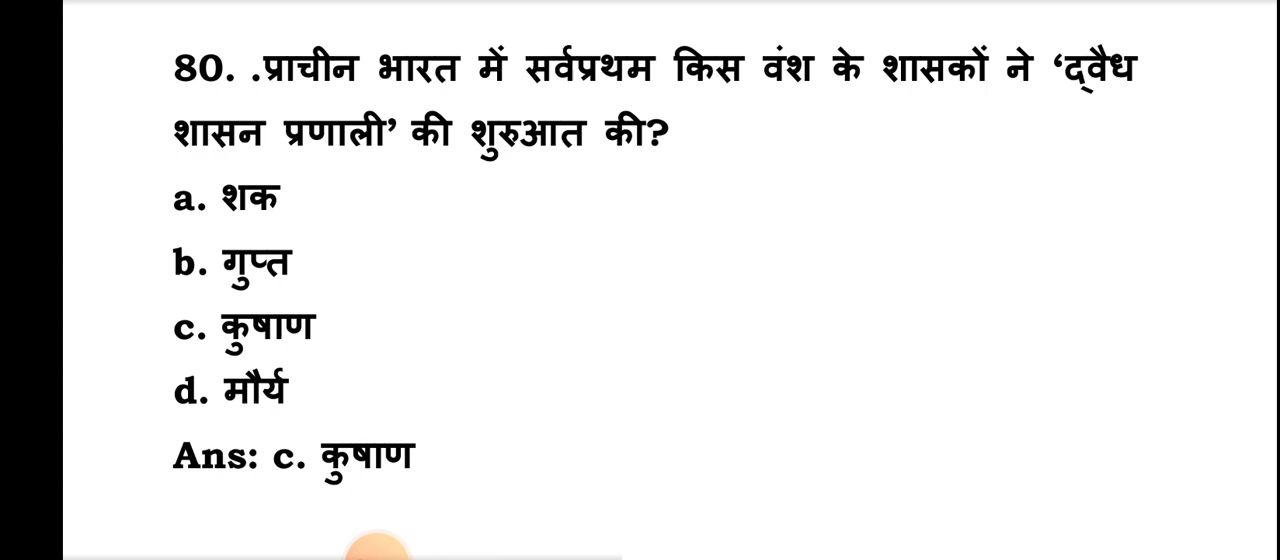 80. .प्राचीन भारत में सर्वप्रथम किस वंश के शासकों ने ‘द्वैध
शासन प्रणाली’ की शुरुआत की?
a. शक
b. गुप्त
c. कुषाण
d. मौर्य
Ans: c. कुषाण